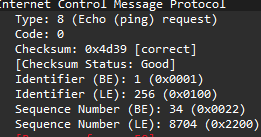 Internet Control Message Protocol
Type: 8 (Echo (ping) request)
Code: 0
Checksum: 0x4d39 [correct]
[Checksum Status: Good]
Identifier (BE): 1 (0x0001)
Identifier (LE): 256 (0x0100)
Sequence Number (BE): 34 (0x0022)
Sequence Number (LE): 8704 (0x2200)